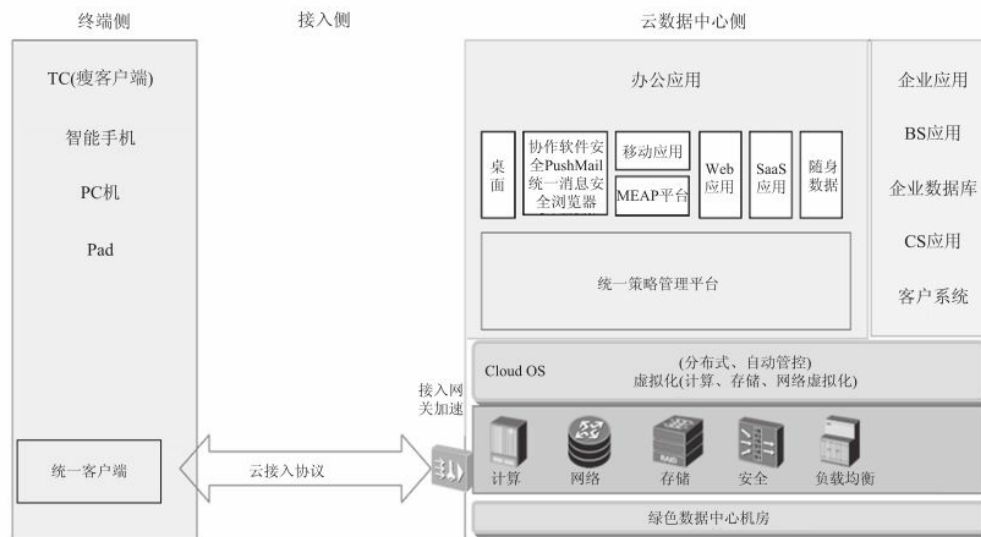 终端侧
接入侧
云数据中心侧
TC(瘦客户端)
智能手机
PC机
Pad
统一客户端
云接入协议
接入网
关加速
办公应用
桌
面
协作软件安
全PushMail
统一消息安
全浏览器
移动应用
MEAP平台
Web
应用
SaaS
应用
随身
数据
统一策略管理平台
企业应用
BS应用
企业数据库
CS应用
客户系统
Cloud OS
(分布式、自动管控)
虚拟化(计算、存储、网络虚拟化)
RAID
计算
网络
存储
安全
负载均衡
绿色数据中心机房